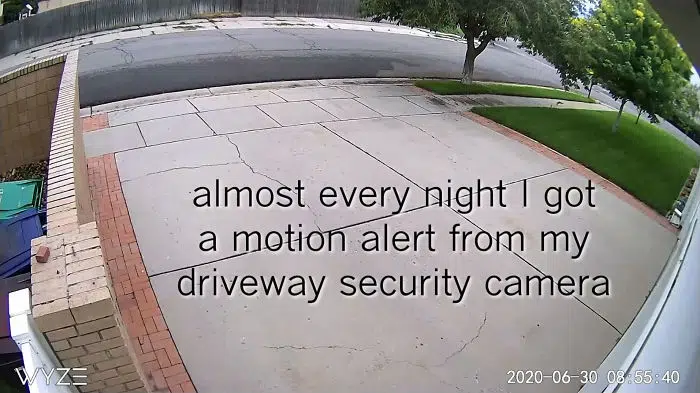 almost every night I got
a motion alert from my
driveway security camera
WYZE
2020-06-30 08:55:40